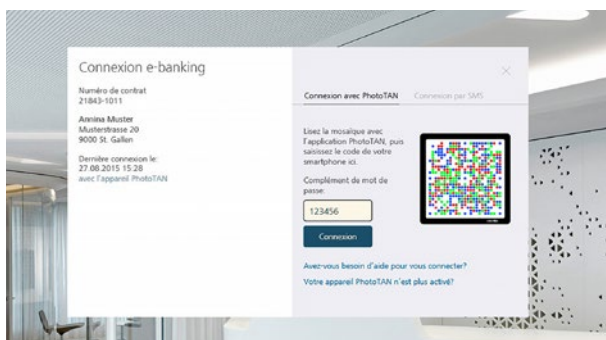 Connexion e-banking
Numéro de contrat
21843-1011
Annina Muster
Musterstrasse 20
9000 St. Gallen
Dernière connexion le:
27.08.2015 15:28
avec l'appareil PhotoTAN
Connexion avec PhotoTAN
Connexion par SMS
Lisez la mosaïque avec
l'application PhotoTAN, puis
saisissez le code de votre
smartphone ici.
Complément de mot de
passe:
123456
Connexion
Avez-vous besoin d'aide pour vous connecter?
Votre appareil PhotoTAN n'est plus activé?